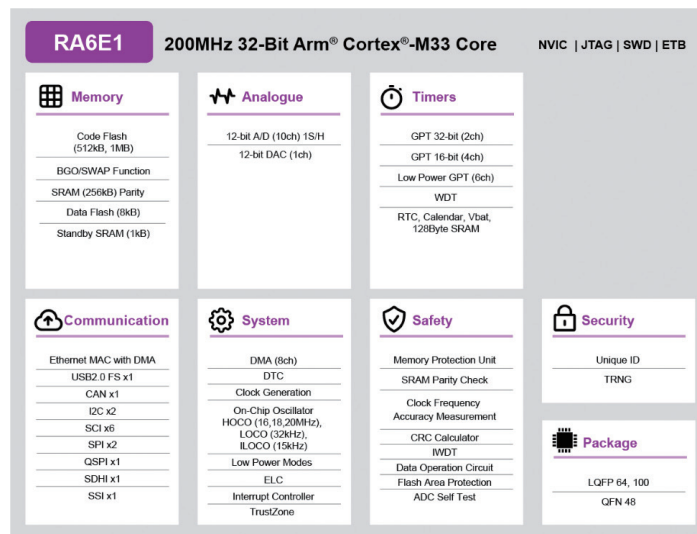 RA6E1
200MHz 32-Bit Arm® Cortex®-M33 Core
NVIC | JTAG | SWD | ETB
Memory
Code Flash
(512kB, 1MB)
BGO/SWAP Function
SRAM (256kB) Parity
Data Flash (8kB)
Standby SRAM (1kB)
Analogue
12-bit A/D (10ch) 1S/H
12-bit DAC (1ch)
Timers
GPT 32-bit (2ch)
GPT 16-bit (4ch)
Low Power GPT (6ch)
WDT
RTC, Calendar, Vbat,
128Byte SRAM
Communication
Ethernet MAC with DMA
USB2.0 FS x1
CAN x1
I2C x2
SCI x6
SPI x2
QSPI x1
SDHI x1
SSI x1
System
DMA (8ch)
DTC
Clock Generation
On-Chip Oscillator
HOCO (16,18,20MHz),
LOCO (32kHz),
ILOCO (15kHz)
Low Power Modes
ELC
Interrupt Controller
TrustZone
Safety
Memory Protection Unit
SRAM Parity Check
Clock Frequency
Accuracy Measurement
CRC Calculator
IWDT
Data Operation Circuit
Flash Area Protection
ADC Self Test
Security
Unique ID
TRNG
Package
LQFP 64, 100
QFN 48